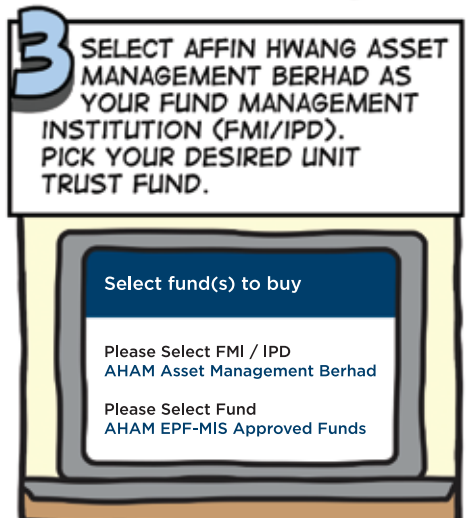 3
SELECT AFFIN HWANG ASSET
MANAGEMENT BERHAD AS
YOUR FUND MANAGEMENT
INSTITUTION (FMI/IPD).
PICK YOUR DESIRED UNIT
TRUST FUND.
Select fund(s) to buy
Please Select FMI / IPD
AHAM Asset Management Berhad
Please Select Fund
AHAM EPF-MIS Approved Funds